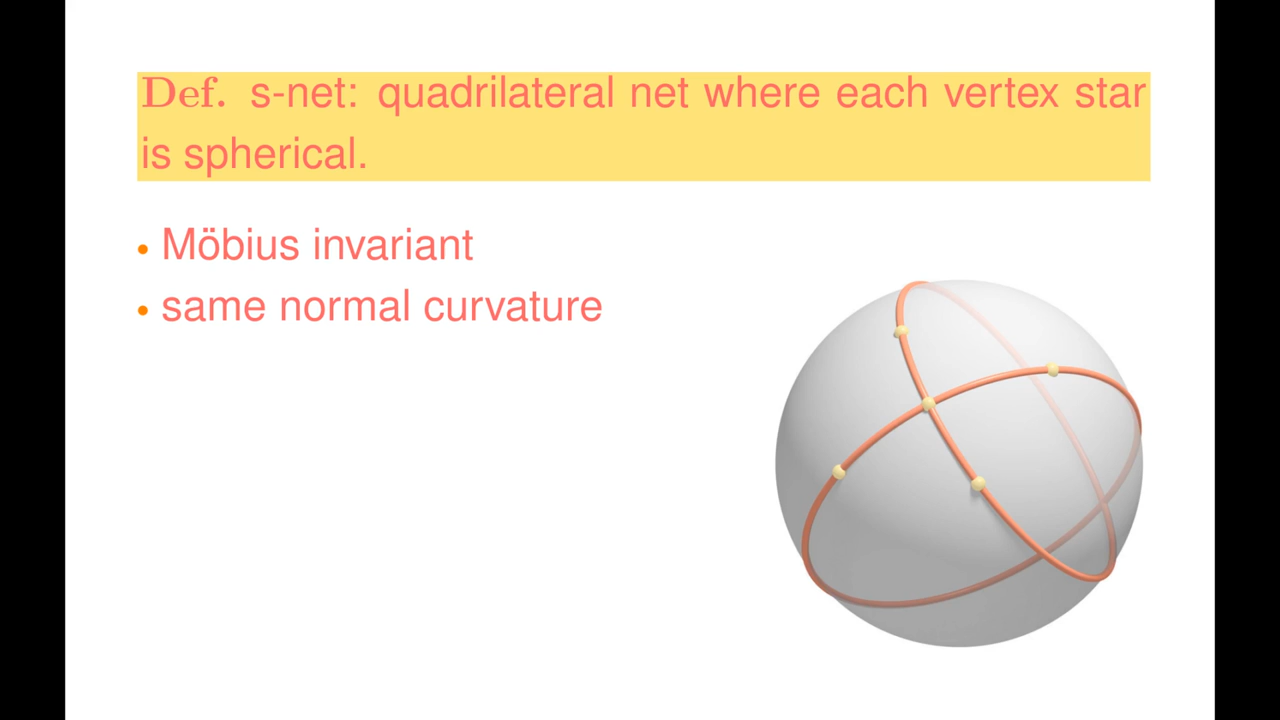 Def. s-net: quadrilateral net where each vertex star
is spherical.
• Möbius invariant
• same normal curvature